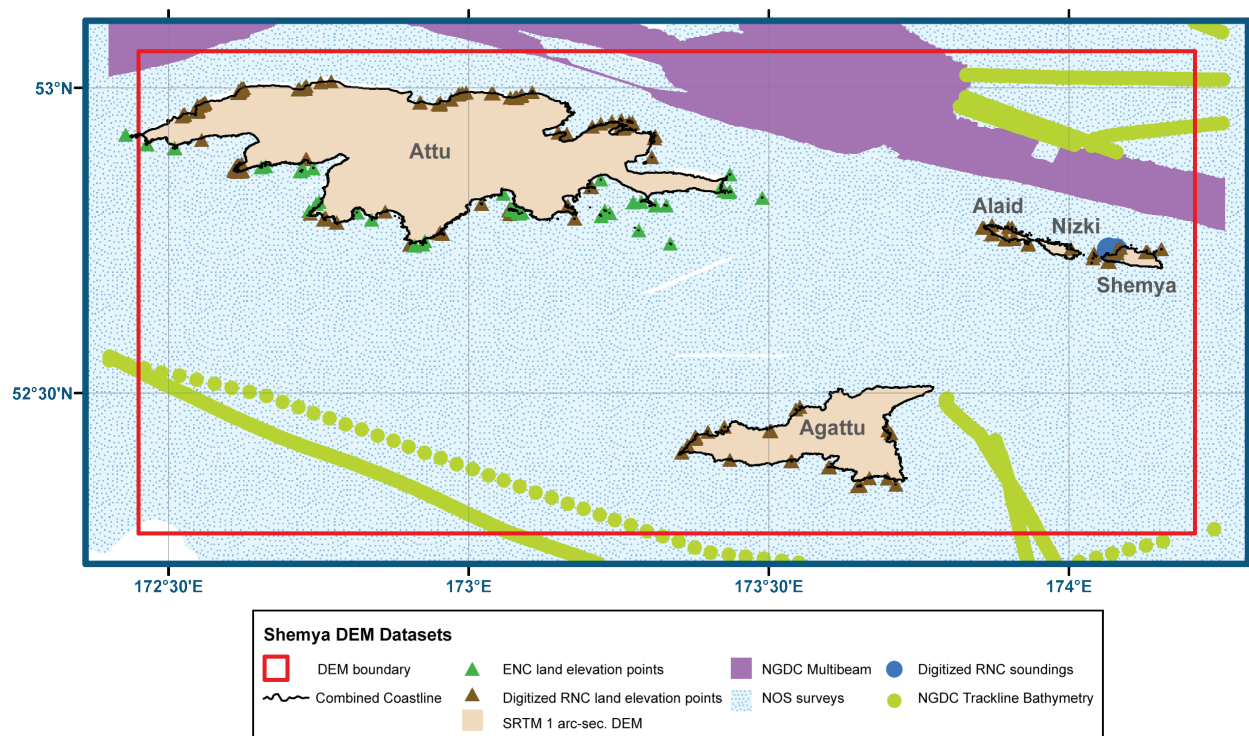 53°N
Attu
Alaid
Nizki
Shemya
52°30'N
Agattu
172°30'E
173°E
173°30'E
174°E
Shemya DEM Datasets
DEM boundary
ENC land elevation points
NGDC Multibeam
Digitized RNC soundings
Combined Coastline
Digitized RNC land elevation points
NOS surveys
NGDC Trackline Bathymetry
SRTM 1 arc-sec. DEM